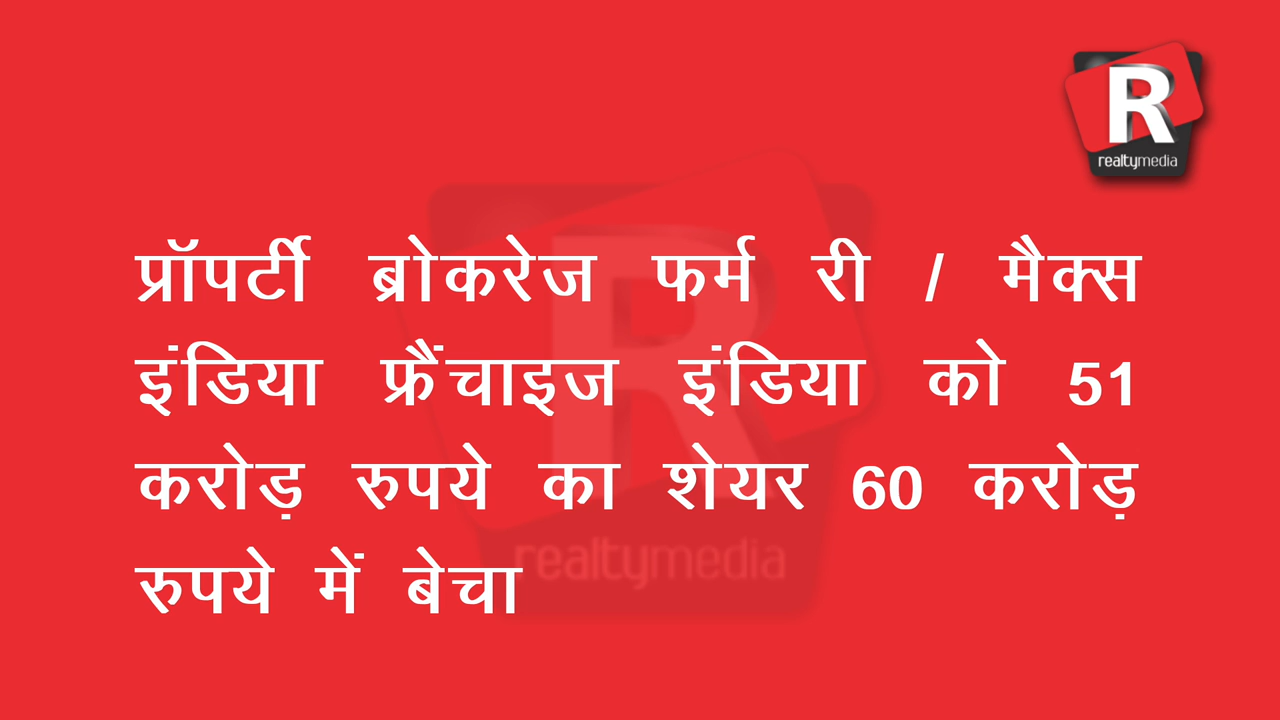 R
realtymedia
प्रॉपर्टी ब्रोकरेज फर्म री / मैक्स
इंडिया फ्रैंचाइज इंडिया को 51
करोड़ रुपये का शेयर 60 करोड़
रुपये में बेचा
R
realtymedia